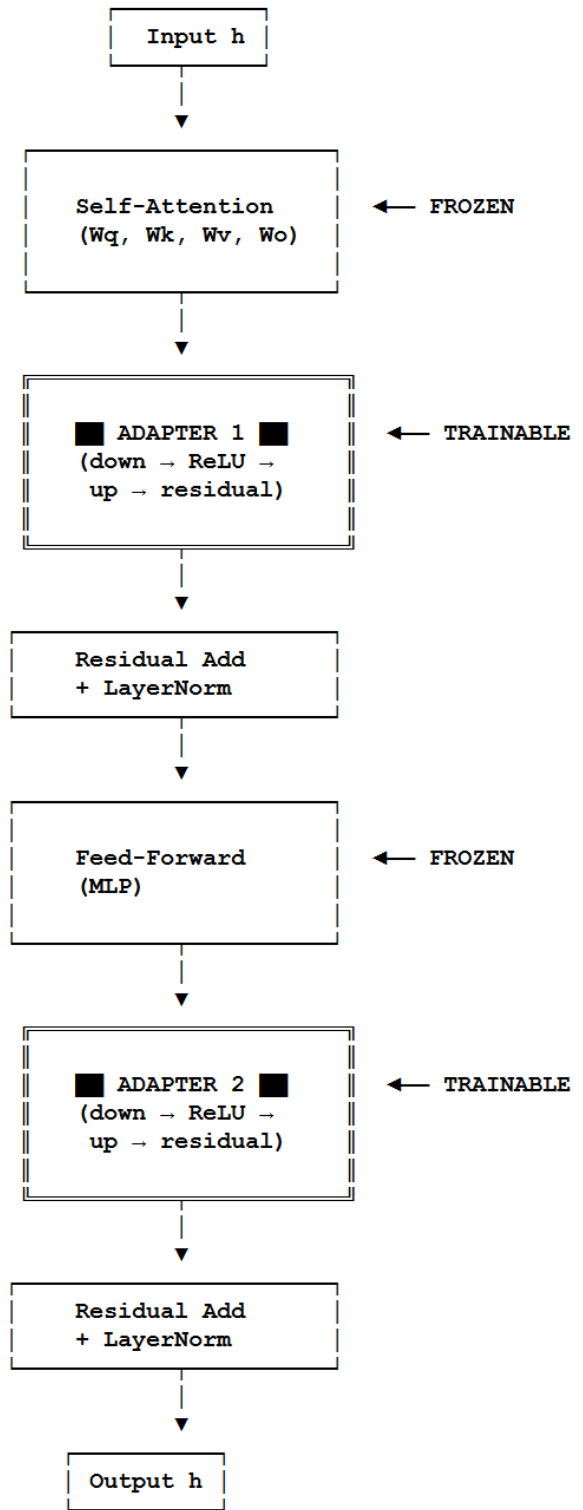 Input h
Self-Attention ◄── FROZEN
(Wq, Wk, Wv, Wo)
██ ADAPTER 1 ██ ◄── TRAINABLE
(down → ReLU →
up → residual)
Residual Add
+ LayerNorm
Feed-Forward ◄── FROZEN
(MLP)
██ ADAPTER 2 ██ ◄── TRAINABLE
(down → ReLU →
up → residual)
Residual Add
+ LayerNorm
Output h